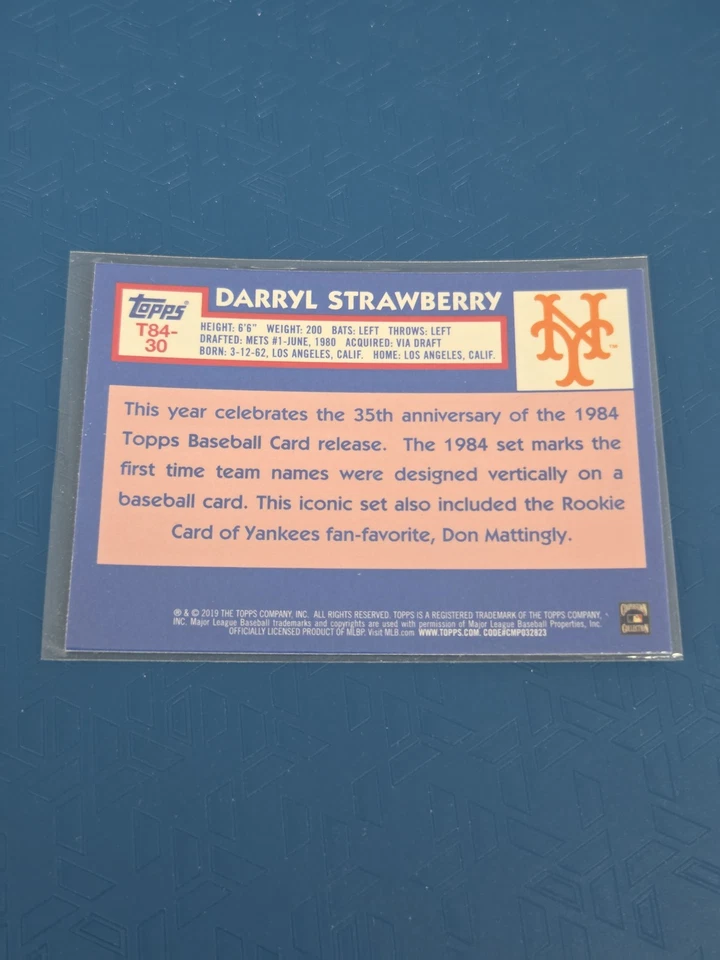 Topps®
T84-
30
DARRYL STRAWBERRY
HEIGHT: 6'6" WEIGHT: 200 BATS: LEFT THROWS: LEFT
DRAFTED: METS #1-JUNE, 1980 ACQUIRED: VIA DRAFT
BORN: 3-12-62, LOS ANGELES, CALIF. HOME: LOS ANGELES, CALIF.
NY ™
This year celebrates the 35th anniversary of the 1984
Topps Baseball Card release. The 1984 set marks the
first time team names were designed vertically on a
baseball card. This iconic set also included the Rookie
Card of Yankees fan-favorite, Don Mattingly.
® & © 2019 THE TOPPS COMPANY, INC. ALL RIGHTS RESERVED. TOPPS IS A REGISTERED TRADEMARK OF THE TOPPS COMPANY,
INC. Major League Baseball trademarks and copyrights are used with permission of Major League Baseball Properties, Inc.
OFFICIALLY LICENSED PRODUCT OF MLBP. Visit MLB.com WWW.TOPPS.COM. CODE#CMP032823